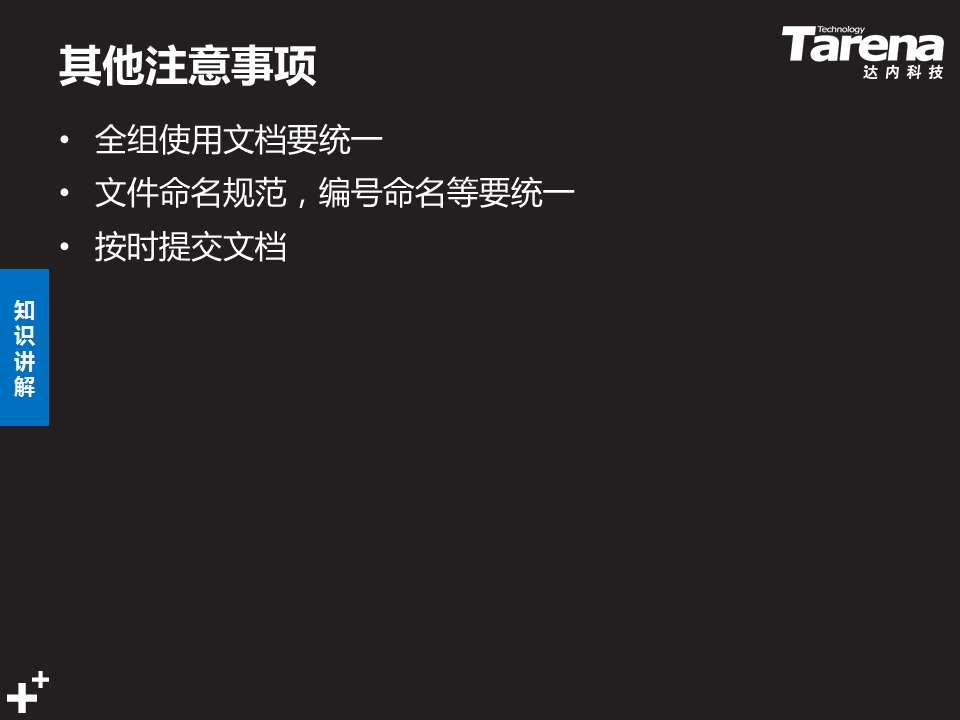 其他注意事项
Technology
Tarena
达内科技
• 全组使用文档要统一
• 文件命名规范，编号命名等要统一
• 按时提交文档
知
识
讲
解